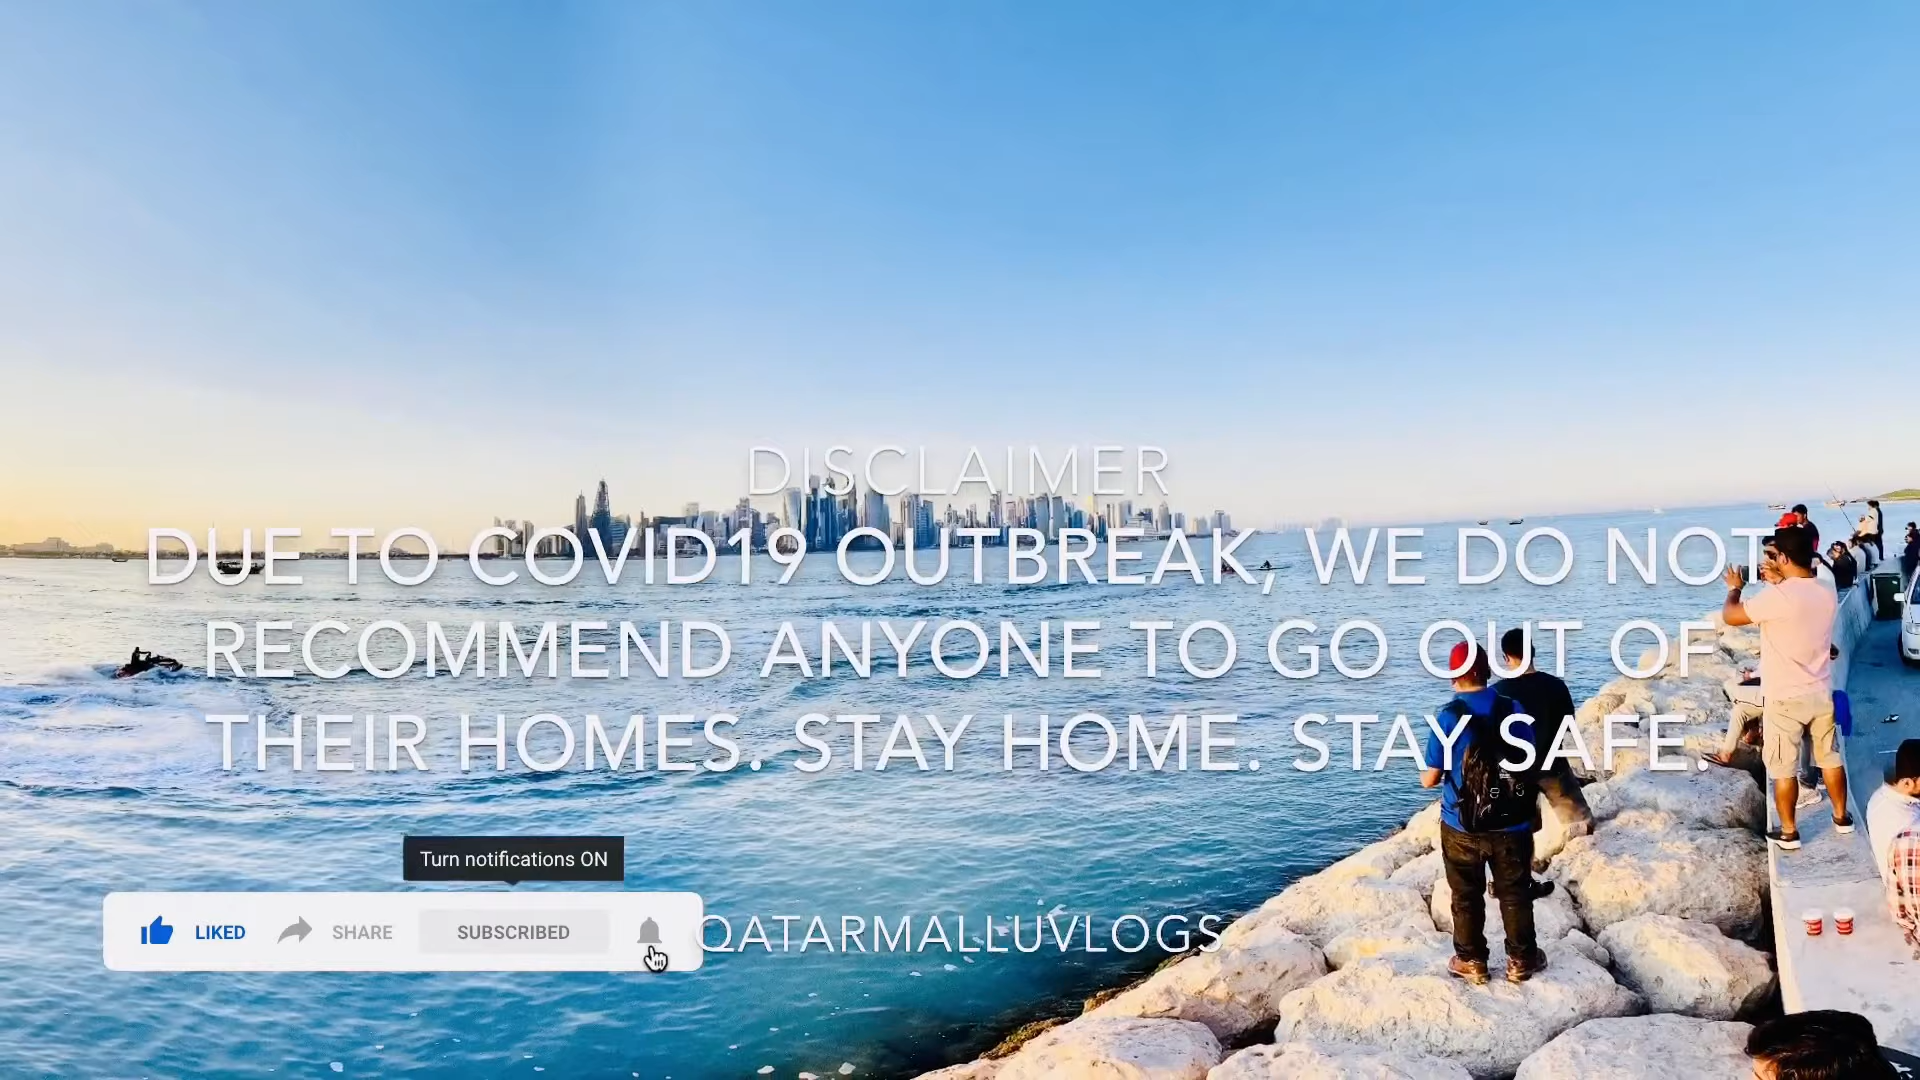 DISCLAIMER
DUE TO COVID19 OUTBREAK, WE DO NOT
RECOMMEND ANYONE TO GO OUT OF
THEIR HOMES. STAY HOME. STAY SAFE.
Turn notifications ON
LIKED SHARE SUBSCRIBED
QATARMALLUVLOGS